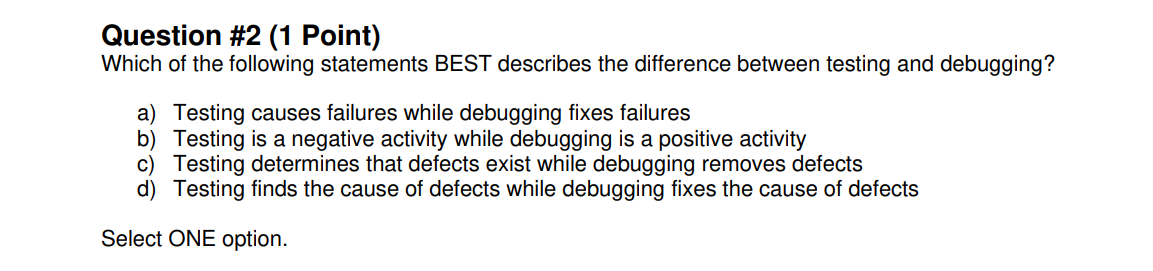 Question #2 (1 Point)
Which of the following statements BEST describes the difference between testing and debugging?
a) Testing causes failures while debugging fixes failures
b) Testing is a negative activity while debugging is a positive activity
c) Testing determines that defects exist while debugging removes defects
d) Testing finds the cause of defects while debugging fixes the cause of defects
Select ONE option.